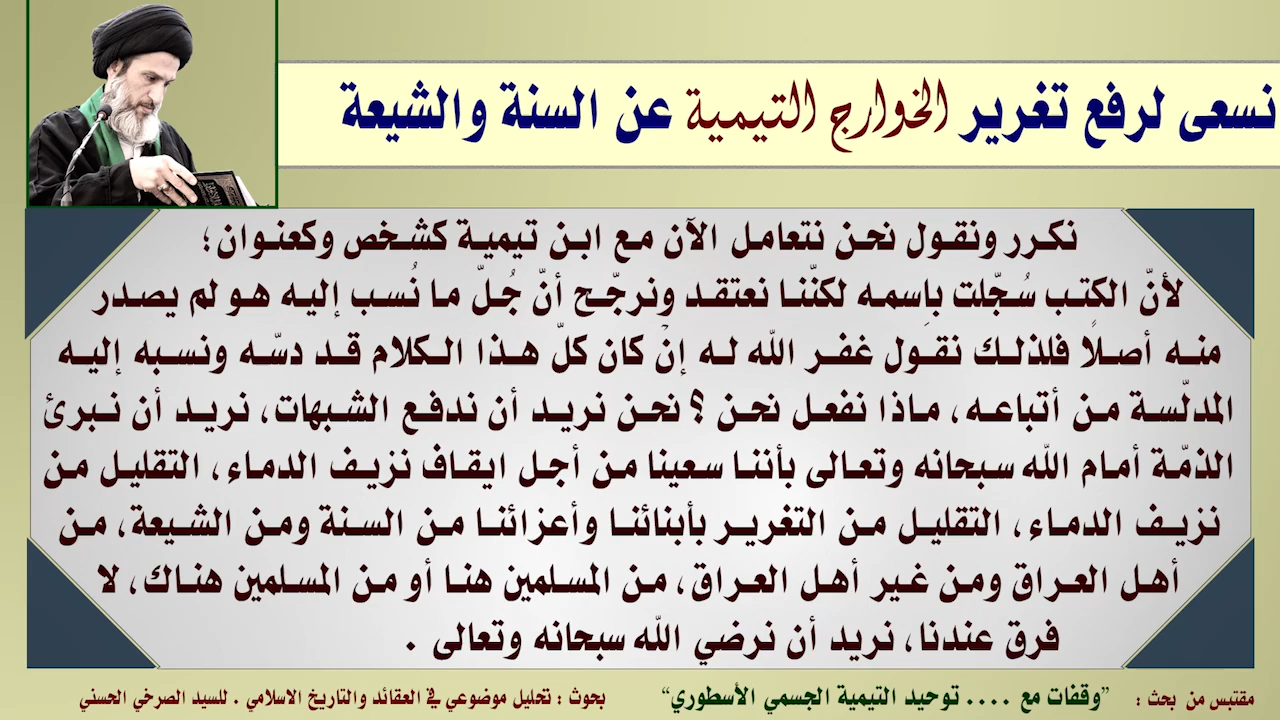 نسعى لرفع تغرير الخوارج التيمية عن السنة والشيعة
نكرر ونقول نحن نتعامل الآن مع ابن تيمية كشخص وكعنوان؛
لأنّ الكتب سُجّلت بإسمه لكنّنا نعتقد ونرجّح أنّ جُلّ ما نُسب إليه هو لم يصدر
منه أصلًا فلذلك نقول غفر الله له إنْ كان كلّ هذا الكلام قد دسّه ونسبه إليه
المدلّسة من أتباعه، ماذا نفعل نحن ؟ نحن نريد أن ندفع الشبهات، نريد أن نبرئ
الذمّة أمام الله سبحانه وتعالى بأننا سعينا من أجل ايقاف نزيف الدماء، التقليل من
نزيف الدماء، التقليل من التغرير بأبنائنا وأعزائنا من السنة ومن الشيعة، من
أهل العراق ومن غير أهل العراق، من المسلمين هنا أو من المسلمين هناك، لا
فرق عندنا، نريد أن نرضي الله سبحانه وتعالى .
مقتبس من بحث : "وقفات مع .... توحيد التيمية الجسمي الأسطوري" بحوث : تحليل موضوعي في العقائد والتاريخ الاسلامي . للسيد الصرخي الحسني